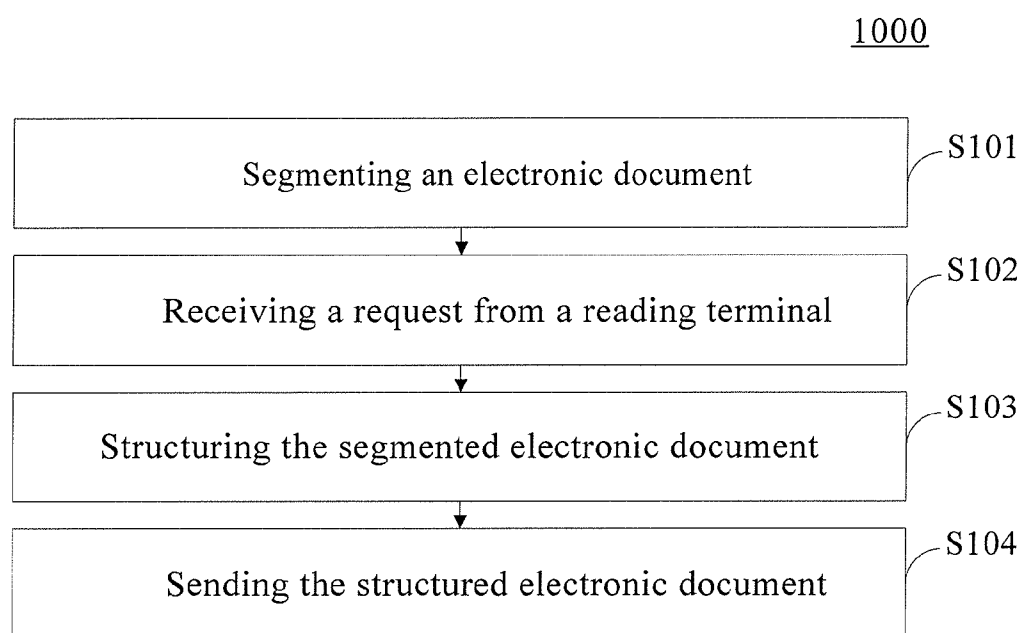 1000
Segmenting an electronic document
S101
Receiving a request from a reading terminal
S102
Structuring the segmented electronic document
S103
Sending the structured electronic document
S104